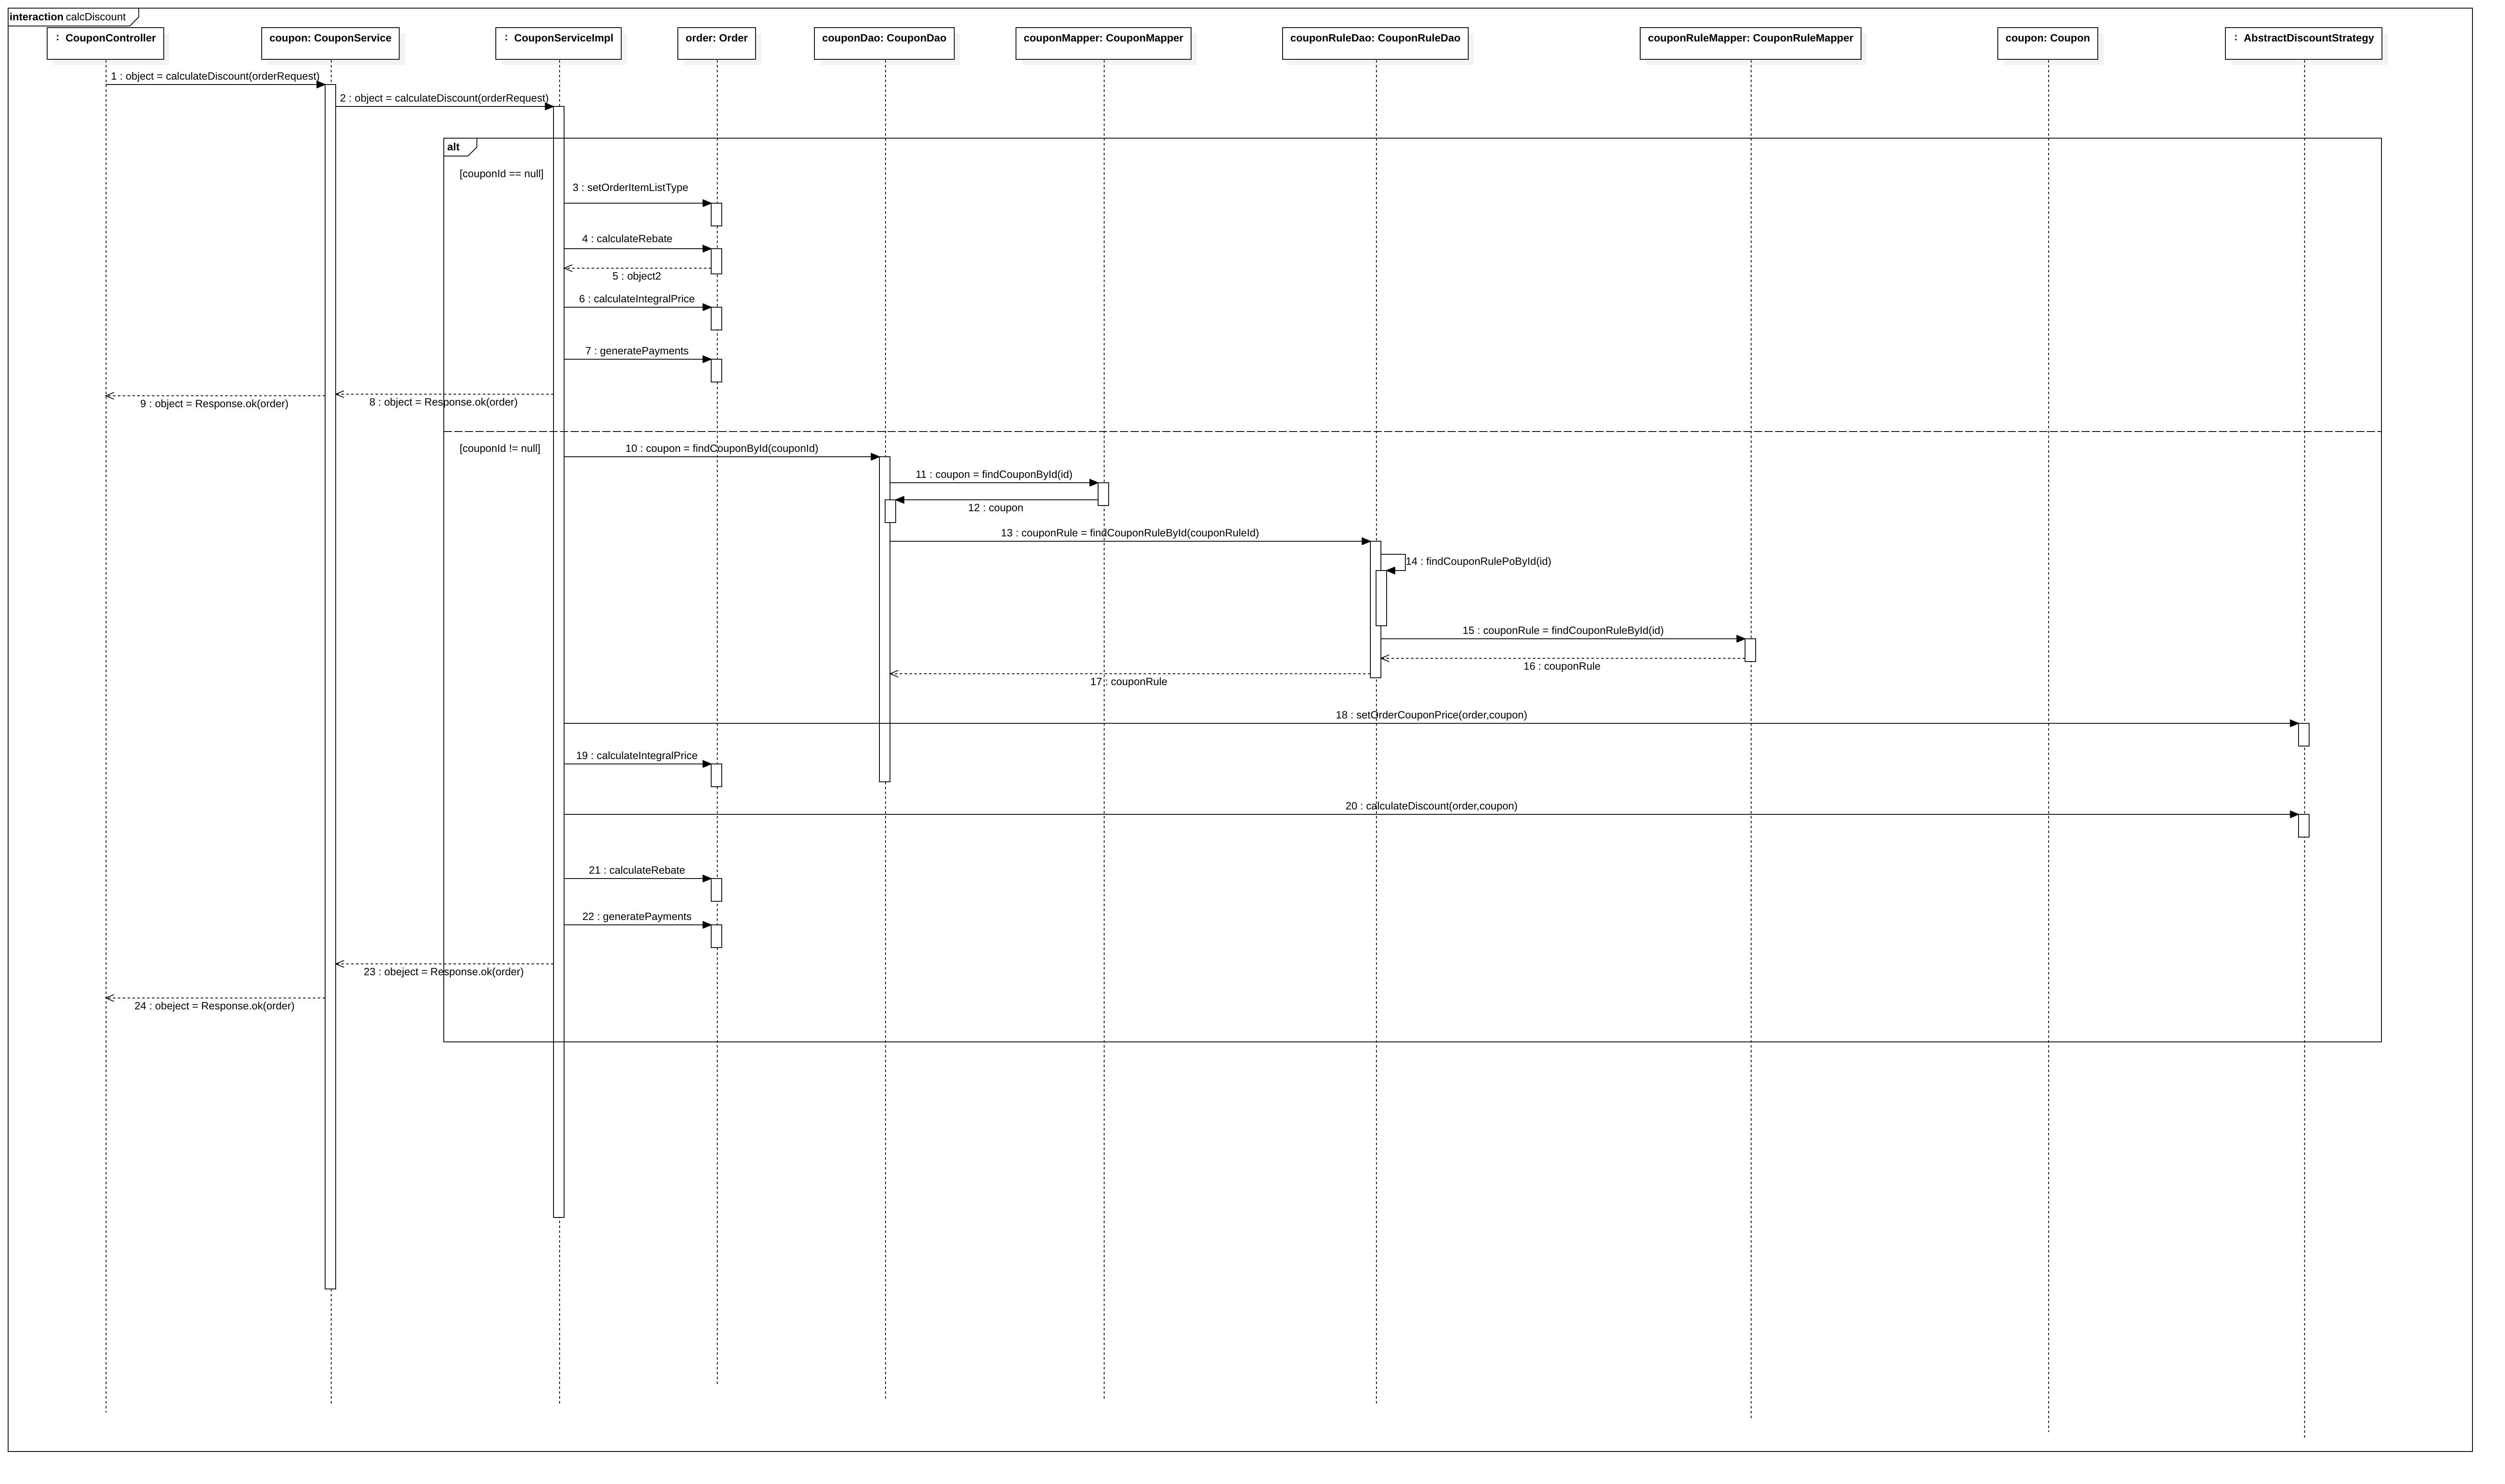 interaction calcDiscount
: CouponController
coupon: CouponService
: CouponServiceImpl
order: Order
couponDao: CouponDao
couponMapper: CouponMapper
couponRuleDao: CouponRuleDao
couponRuleMapper: CouponRuleMapper
coupon: Coupon
: AbstractDiscountStrategy
1 : object = calculateDiscount(orderRequest)
2 : object = calculateDiscount(orderRequest)
alt
[couponId == null]
3 : setOrderItemListType
4 : calculateRebate
5 : object2
6 : calculateIntegralPrice
7 : generatePayments
8 : object = Response.ok(order)
9 : object = Response.ok(order)
[couponId != null]
10 : coupon = findCouponById(couponId)
11 : coupon = findCouponById(id)
12 : coupon
13 : couponRule = findCouponRuleById(couponRuleId)
14 : findCouponRulePoById(id)
15 : couponRule = findCouponRuleById(id)
16 : couponRule
17 : couponRule
18 : setOrderCouponPrice(order,coupon)
19 : calculateIntegralPrice
20 : calculateDiscount(order,coupon)
21 : calculateRebate
22 : generatePayments
23 : obeject = Response.ok(order)
24 : obeject = Response.ok(order)